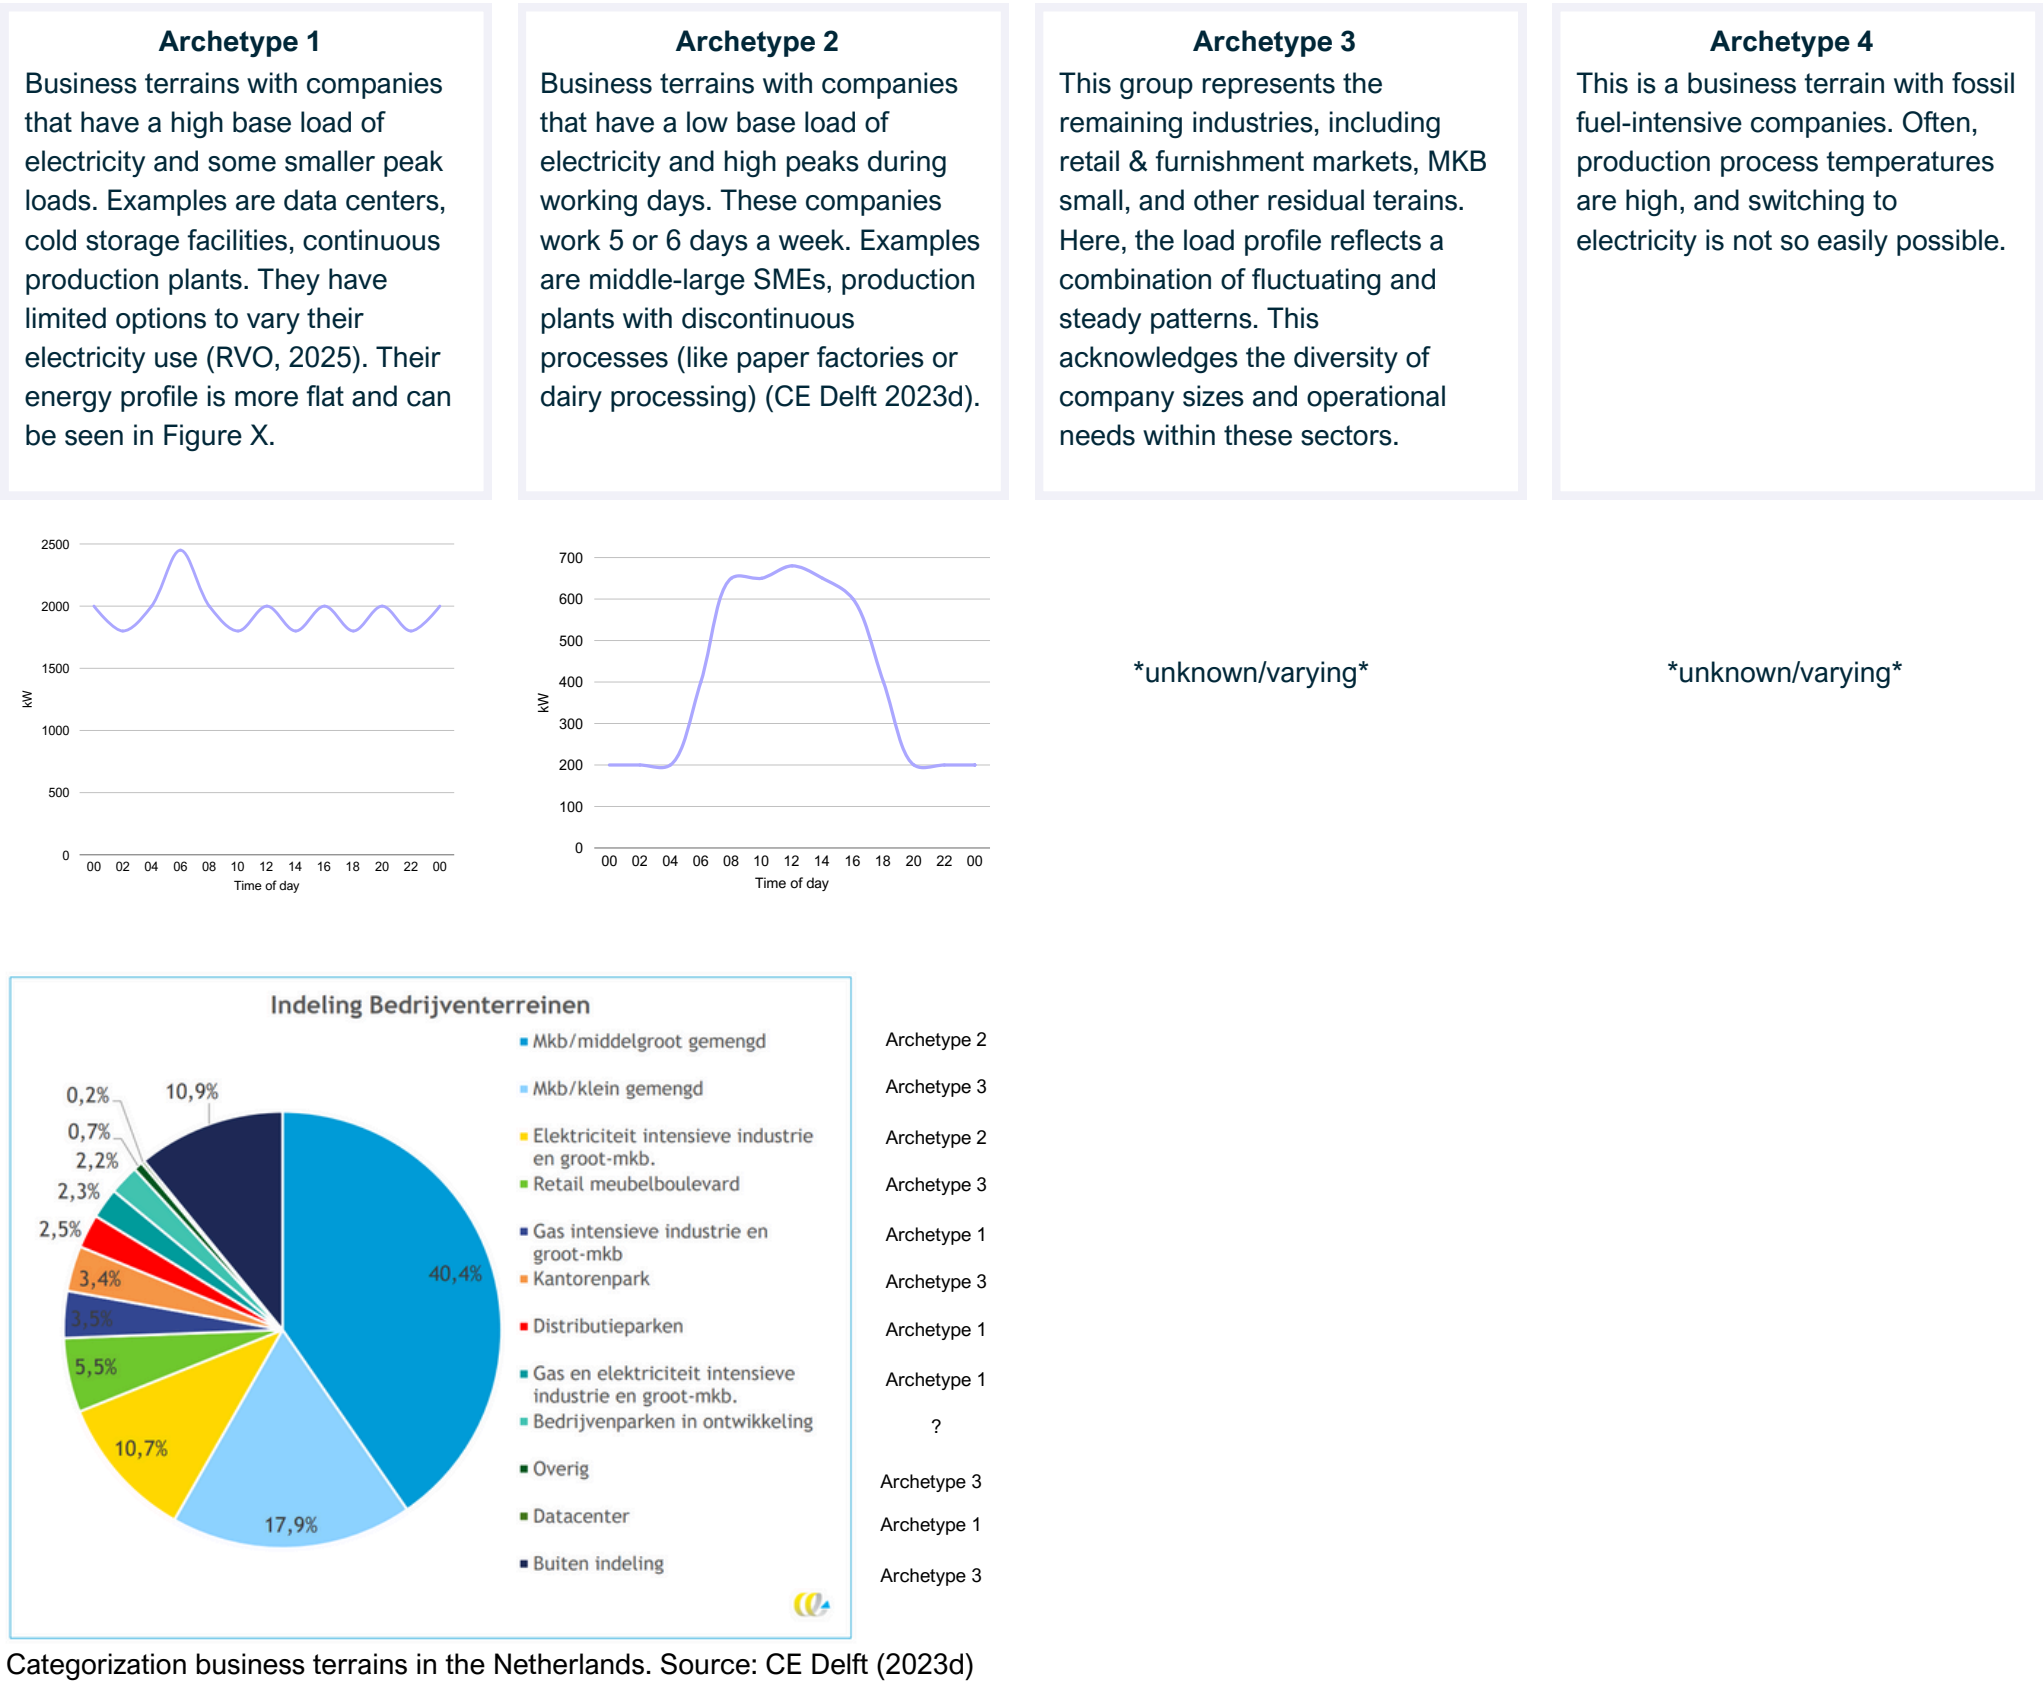 Archetype 1
Business terrains with companies
that have a high base load of
electricity and some smaller peak
loads. Examples are data centers,
cold storage facilities, continuous
production plants. They have
limited options to vary their
electricity use (RVO, 2025). Their
energy profile is more flat and can
be seen in Figure X.
Archetype 2
Business terrains with companies
that have a low base load of
electricity and high peaks during
working days. These companies
work 5 or 6 days a week. Examples
are middle-large SMEs, production
plants with discontinuous
processes (like paper factories or
dairy processing) (CE Delft 2023d).
Archetype 3
This group represents the
remaining industries, including
retail & furnishment markets, MKB
small, and other residual terains.
Here, the load profile reflects a
combination of fluctuating and
steady patterns. This
acknowledges the diversity of
company sizes and operational
needs within these sectors.
Archetype 4
This is a business terrain with fossil
fuel-intensive companies. Often,
production process temperatures
are high, and switching to
electricity is not so easily possible.
2500
2000
1500
1000
500
0
kW
00 02 04 06 08 10 12 14 16 18 20 22 00
Time of day
700
600
500
400
300
200
100
0
kW
00 02 04 06 08 10 12 14 16 18 20 22 00
Time of day
*unknown/varying*
*unknown/varying*
Indeling Bedrijventerreinen
0,2%
10,9%
0,7%
2,2%
2,3%
2,5%
3,4%
3,5%
5,5%
10,7%
17,9%
40,4%
Mkb/middelgroot gemengd
Mkb/klein gemengd
Elektriciteit intensieve industrie
en groot-mkb.
Retail meubelboulevard
Gas intensieve industrie en
groot-mkb
Kantorenpark
Distributieparken
Gas en elektriciteit intensieve
industrie en groot-mkb.
Bedrijvenparken in ontwikkeling
Overig
Datacenter
Buiten indeling
Archetype 2
Archetype 3
Archetype 2
Archetype 3
Archetype 1
Archetype 3
Archetype 1
Archetype 1
?
Archetype 3
Archetype 1
Archetype 3
Categorization business terrains in the Netherlands. Source: CE Delft (2023d)